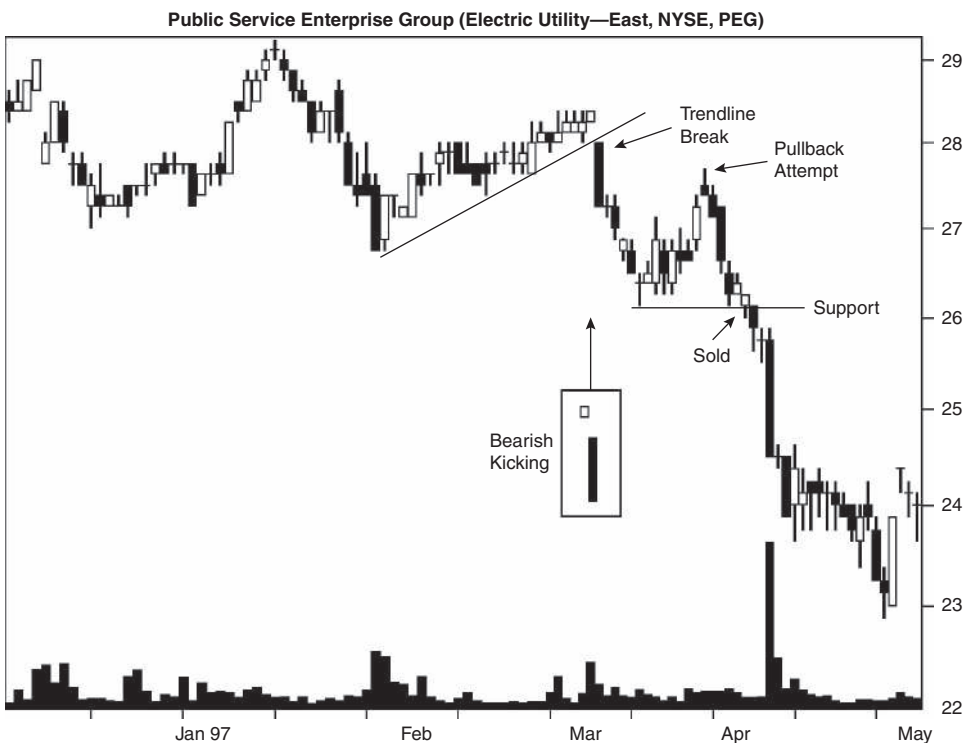 Public Service Enterprise Group (Electric Utility—East, NYSE, PEG)
29
Trendline
Break
28
Pullback
Attempt
27
Support
26
Sold
25
Bearish
Kicking
24
23
22
Jan 97
Feb
Mar
Apr
May